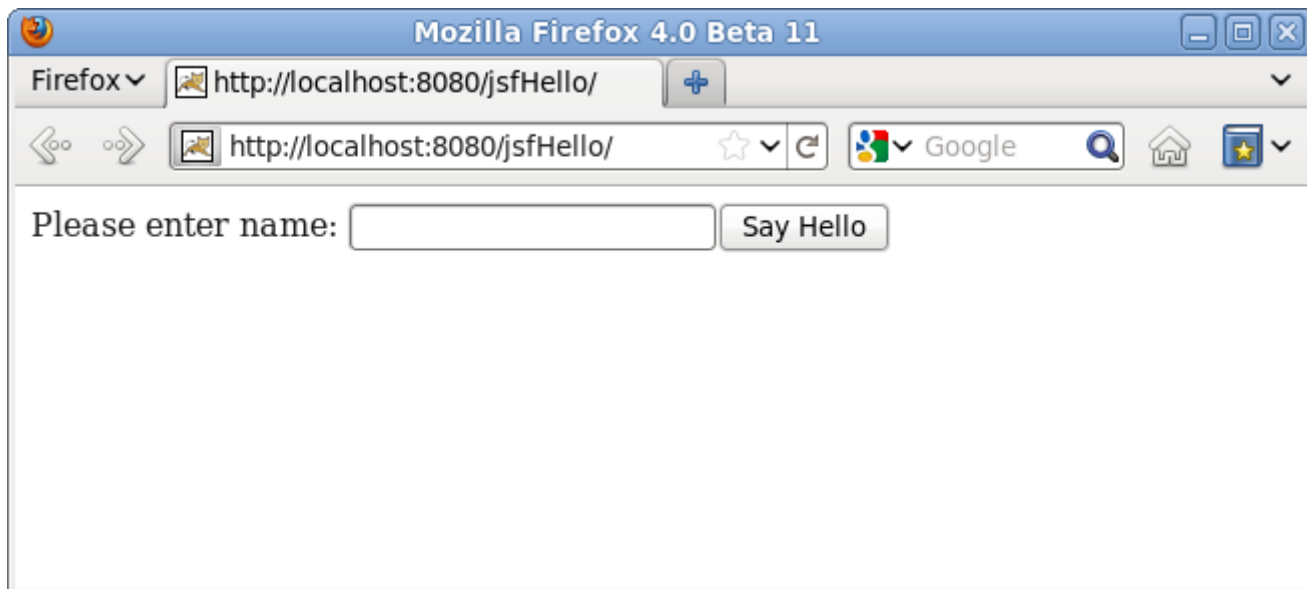 Mozilla Firefox 4.0 Beta 11
Firefox http://localhost:8080/jsfHello/
http://localhost:8080/jsfHello/ Google
Please enter name: Say Hello